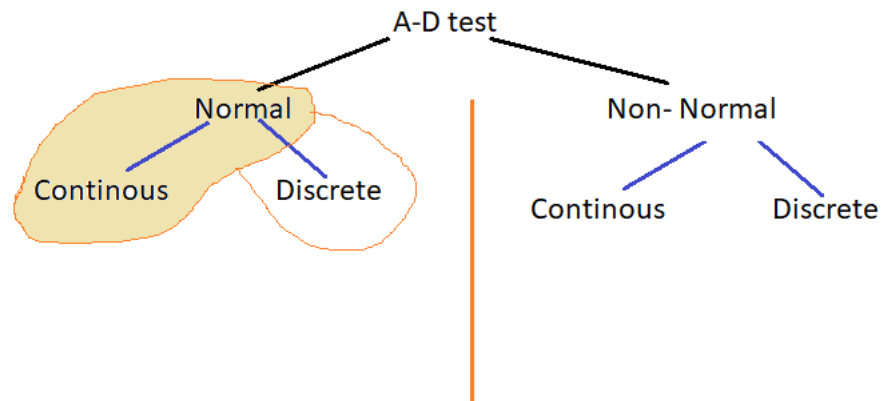 A-D test
Normal
Non- Normal
Continous
Discrete
Continous
Discrete